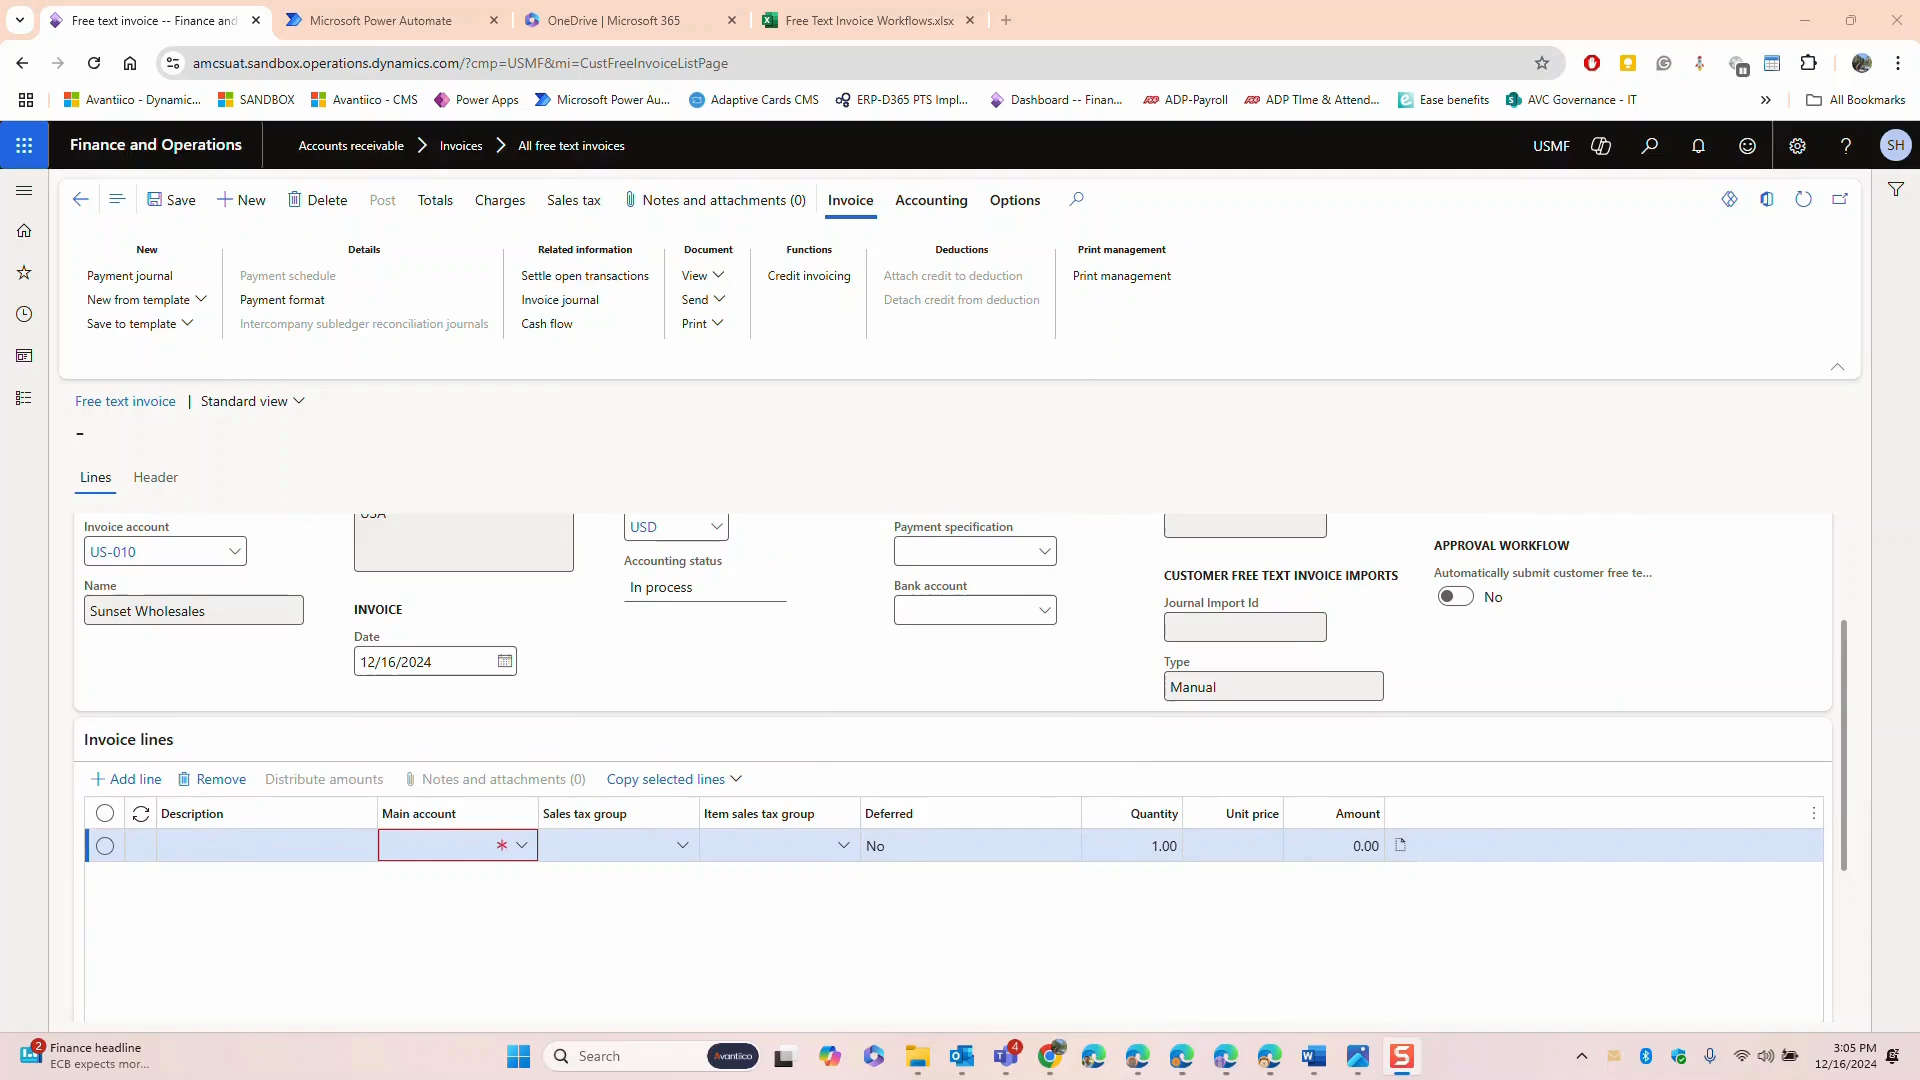 Free text invoice -- Finance and
Microsoft Power Automate
OneDrive | Microsoft 365
Free Text Invoice Workflows.xlsx
amcsuat.sandbox.operations.dynamics.com/?cmp=USMF&mi=CustFreeInvoiceListPage
Avantiico - Dynamic...
SANDBOX
Avantiico - CMS
Power Apps
Microsoft Power Au...
Adaptive Cards CMS
ERP-D365 PTS Impl...
Dashboard -- Finan...
ADP-Payroll
ADP TIme & Attend...
Ease benefits
AVC Governance - IT
All Bookmarks
Finance and Operations
Accounts receivable
Invoices
All free text invoices
USMF
SH
Save
New
Delete
Post
Totals
Charges
Sales tax
Notes and attachments (0)
Invoice
Accounting
Options
New
Payment journal
New from template
Save to template
Details
Payment schedule
Payment format
Intercompany subledger reconciliation journals
Related information
Settle open transactions
Invoice journal
Cash flow
Document
View
Send
Print
Functions
Credit invoicing
Deductions
Attach credit to deduction
Detach credit from deduction
Print management
Print management
Free text invoice | Standard view
-
Lines
Header
Invoice account
US-010
Name
Sunset Wholesales
USA
INVOICE
Date
12/16/2024
USD
Accounting status
In process
Payment specification
Bank account
CUSTOMER FREE TEXT INVOICE IMPORTS
Journal Import Id
Type
Manual
APPROVAL WORKFLOW
Automatically submit customer free te...
No
Invoice lines
Add line
Remove
Distribute amounts
Notes and attachments (0)
Copy selected lines
Description
Main account
Sales tax group
Item sales tax group
Deferred
Quantity
Unit price
Amount
*
No
1.00
0.00
2
Finance headline
ECB expects mor...
Search
Avantiico
4
3:05 PM
12/16/2024